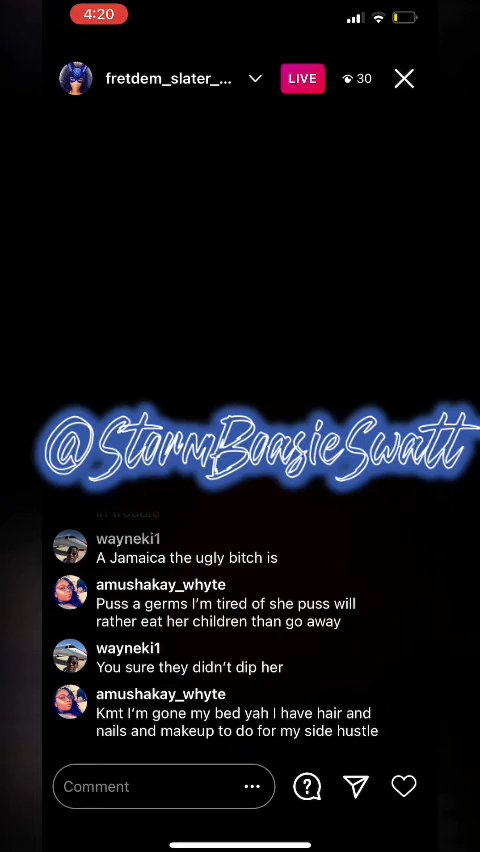 4:20
fretdem_slater_...
LIVE
30
@StormBoasieSwatt
in trouble
wayneki1
A Jamaica the ugly bitch is
amushakay_whyte
Puss a germs I'm tired of she puss will
rather eat her children than go away
wayneki1
You sure they didn't dip her
amushakay_whyte
Kmt I'm gone my bed yah I have hair and
nails and makeup to do for my side hustle
Comment